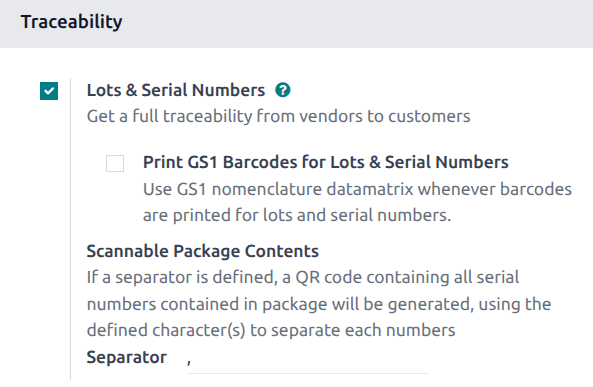 Traceability
Lots & Serial Numbers ?
Get a full traceability from vendors to customers
Print GS1 Barcodes for Lots & Serial Numbers
Use GS1 nomenclature datamatrix whenever barcodes
are printed for lots and serial numbers.
Scannable Package Contents
If a separator is defined, a QR code containing all serial
numbers contained in package will be generated, using the
defined character(s) to separate each numbers
Separator ,